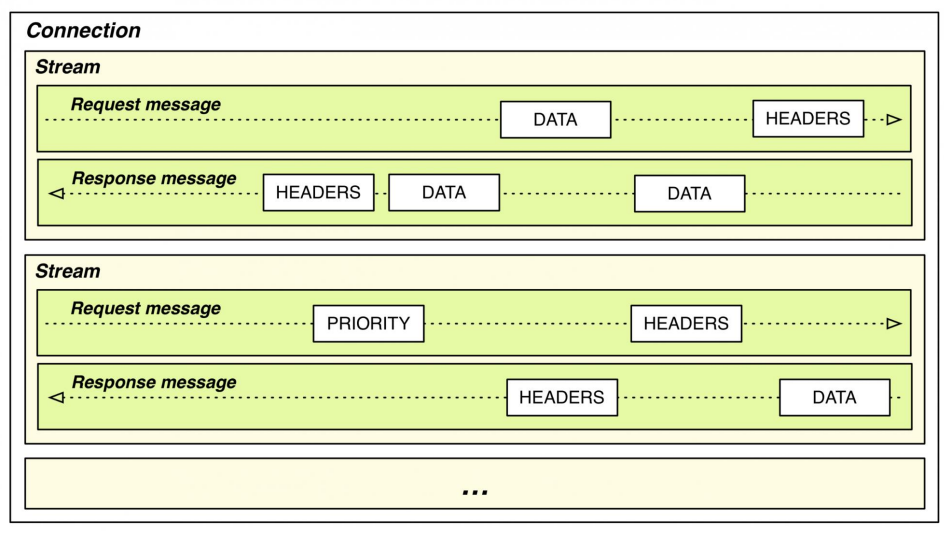 Connection
Stream
Request message
DATA HEADERS
Response message
HEADERS DATA DATA
Stream
Request message
PRIORITY HEADERS
Response message
HEADERS DATA
...